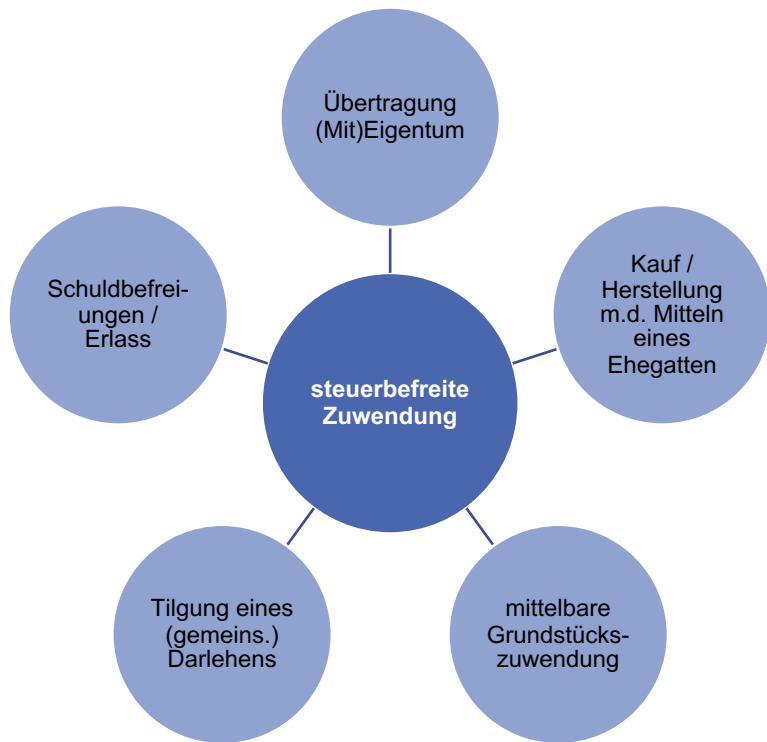 Übertragung
(Mit)Eigentum
Kauf /
Herstellung
m.d. Mitteln
eines
Ehegatten
mittelbare
Grundstücks-
zuwendung
Tilgung eines
(gemeins.)
Darlehens
Schuldbefrei-
ungen /
Erlass
steuerbefreite
Zuwendung